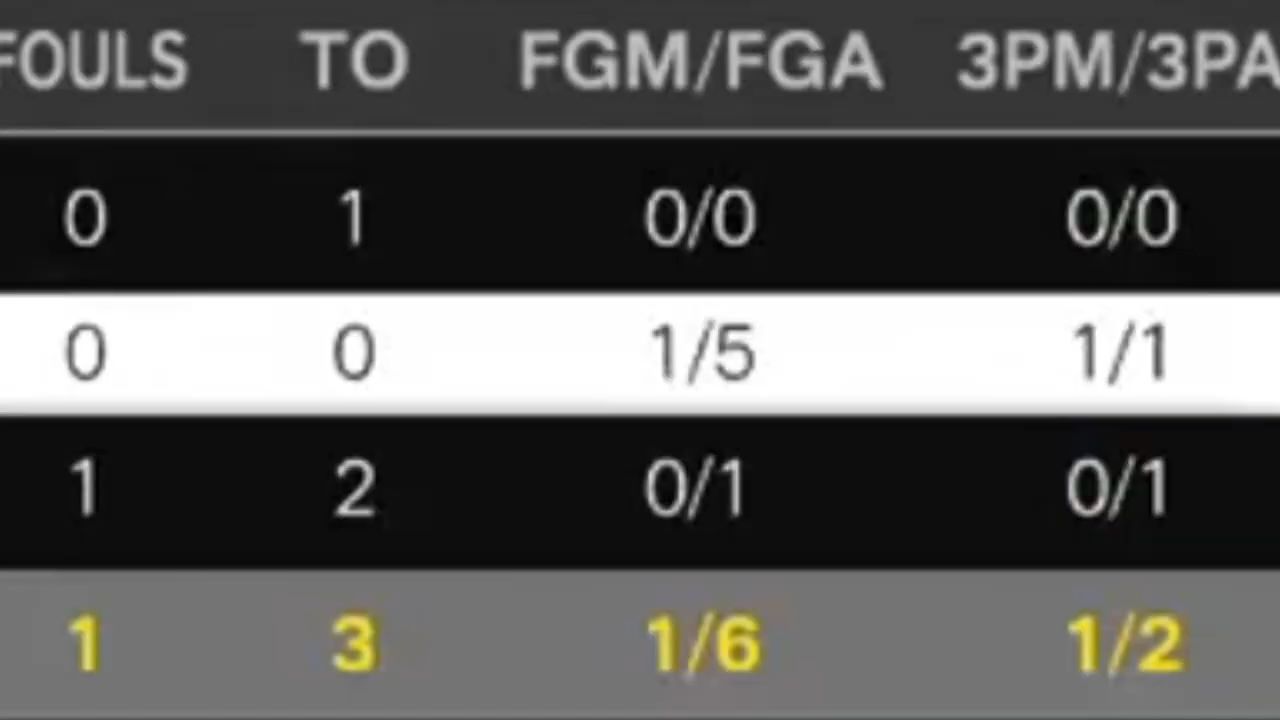 FOULS TO FGM/FGA 3PM/3PA
0 1 0/0 0/0
0 0 1/5 1/1
1 2 0/1 0/1
1 3 1/6 1/2